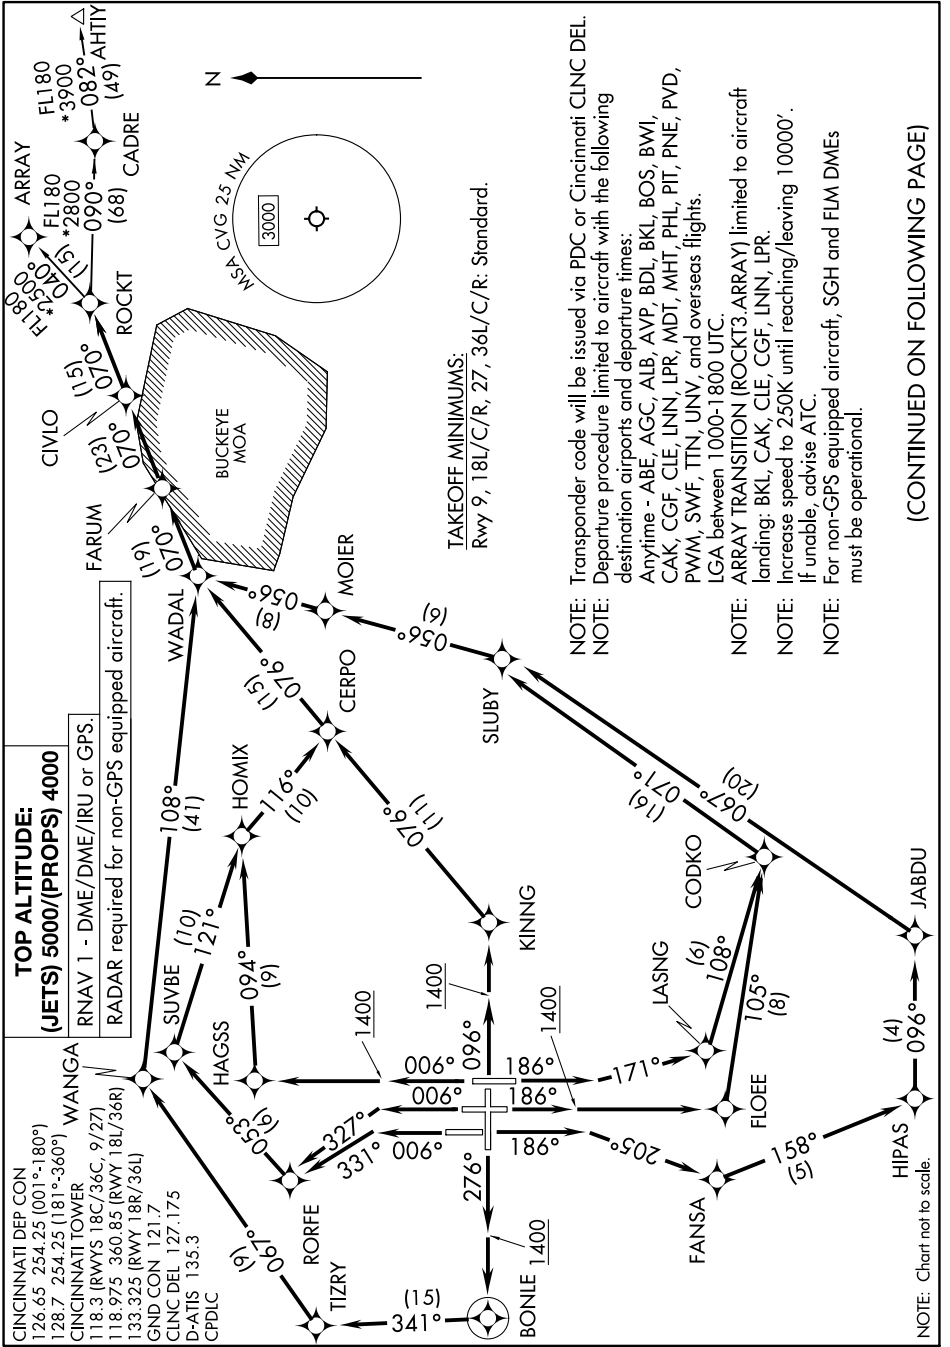 CINCINNATI DEP CON
126.65 254.25 (001°-180°)
128.7 254.25 (181°-360°)
CINCINNATI TOWER
118.3 (RWYS 18C/36C, 9/27)
118.975 360.85 (RWY 18L/36R)
133.325 (RWY 18R/36L)
GND CON 121.7
CLNC DEL 127.175
D-ATIS 135.3
CPDLC
TOP ALTITUDE:
(JETS) 5000/(PROPS) 4000
RNAV 1 - DME/DME/IRU or GPS.
RADAR required for non-GPS equipped aircraft.
WANGA
108°
(41)
SUVBE
(10)
121°
HAGSS
094°
(9)
HOMIX
116°
(10)
CERPO
076°
(15)
WADAL
070°
(19)
FARUM
070°
(23)
CIVLO
070°
(15)
ROCKT
FL180
*2500
040°
(15)
ARRAY
FL180
*2800
090°
(68)
CADRE
FL180
*3900
082°
(49)
AHTIY
BUCKEYE
MOA
N
MSA CVG 25 NM
3000
TAKEOFF MINIMUMS:
Rwy 9, 18L/C/R, 27, 36L/C/R: Standard.
MOIER
056°
(8)
056°
(6)
SLUBY
071°
(16)
067°
(20)
TIZRY
067°
(9)
RORFE
053°
(6)
327°
331°
006°
006°
006°
1400
1400
096°
KINNG
076°
(11)
276°
1400
BONLE
341°
(15)
186°
186°
186°
1400
171°
LASNG
(6)
108°
CODKO
105°
(8)
FLOEE
205°
FANSA
158°
(5)
HIPAS
096°
(4)
JABDU
NOTE: Transponder code will be issued via PDC or Cincinnati CLNC DEL.
NOTE: Departure procedure limited to aircraft with the following
destination airports and departure times:
Anytime - ABE, AGC, ALB, AVP, BDL, BKL, BOS, BWI,
CAK, CGF, CLE, LNN, LPR, MDT, MHT, PHL, PIT, PNE, PVD,
PWM, SWF, TTN, UNV, and overseas flights.
LGA between 1000-1800 UTC.
NOTE: ARRAY TRANSITION (ROCKT3.ARRAY) limited to aircraft
landing: BKL, CAK, CLE, CGF, LNN, LPR.
NOTE: Increase speed to 250K until reaching/leaving 10000'.
If unable, advise ATC.
NOTE: For non-GPS equipped aircraft, SGH and FLM DMEs
must be operational.
NOTE: Chart not to scale.
(CONTINUED ON FOLLOWING PAGE)